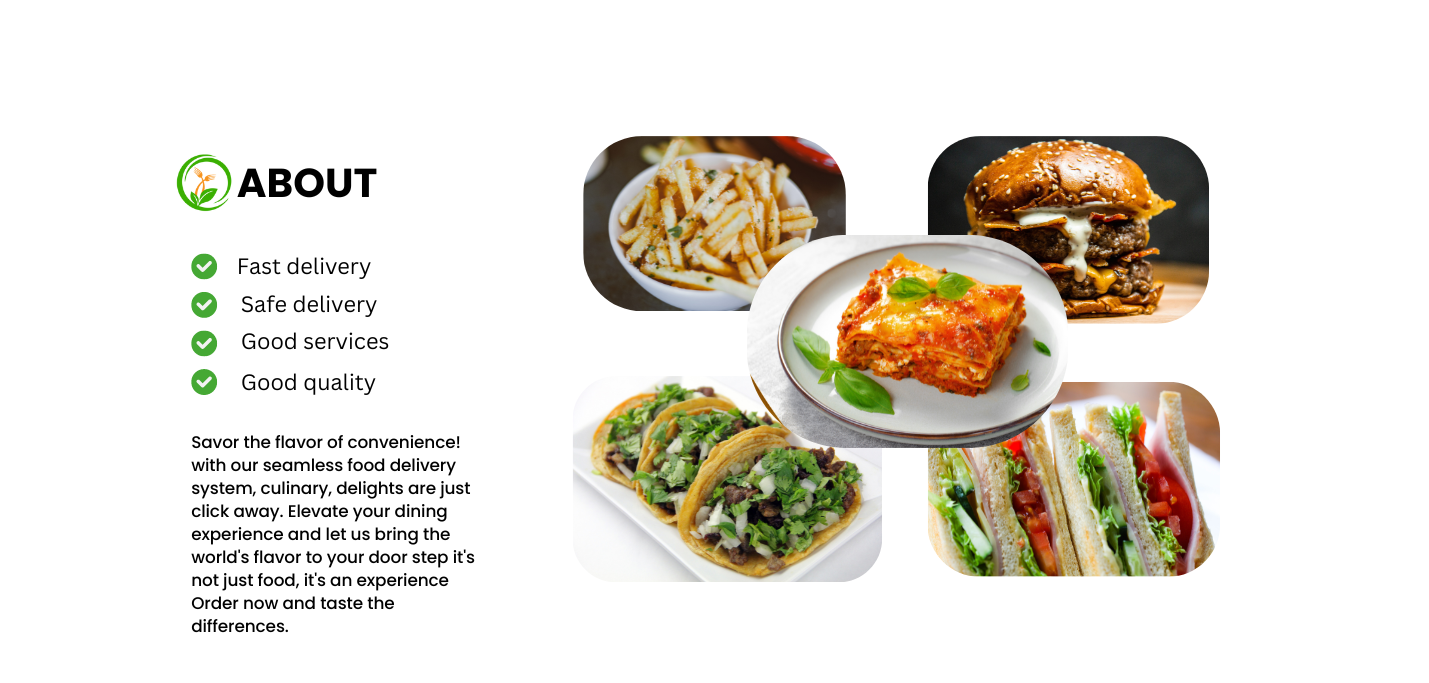 ABOUT
Fast delivery
Safe delivery
Good services
Good quality
Savor the flavor of convenience!
with our seamless food delivery
system, culinary, delights are just
click away. Elevate your dining
experience and let us bring the
world's flavor to your door step it's
not just food, it's an experience
Order now and taste the
differences.